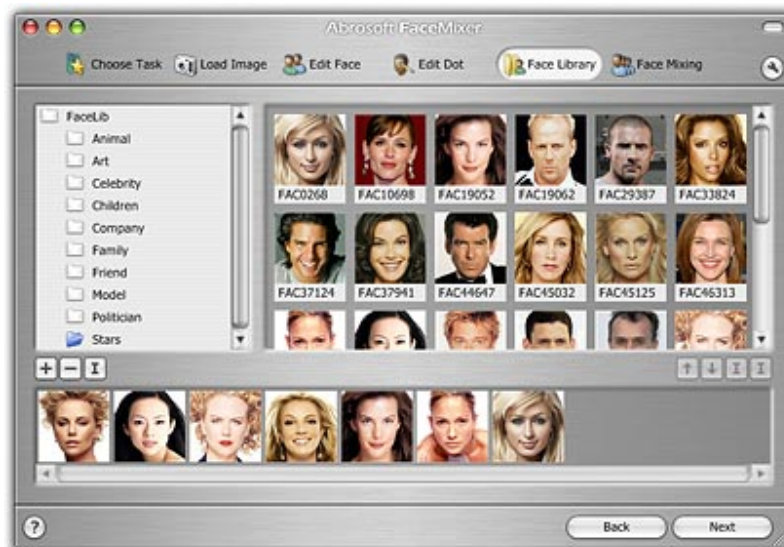 Abrosoft FaceMixer
Choose Task Load Image Edit Face Edit Dot Face Library Face Mixing
FaceLib
Animal
Art
Celebrity
Children
Company
Family
Friend
Model
Politician
Stars
FAC0268 FAC10698 FAC19052 FAC19062 FAC29387 FAC33824
FAC37124 FAC37941 FAC44647 FAC45032 FAC45125 FAC46313
+ − I
↑ ↓ I I
? Back Next